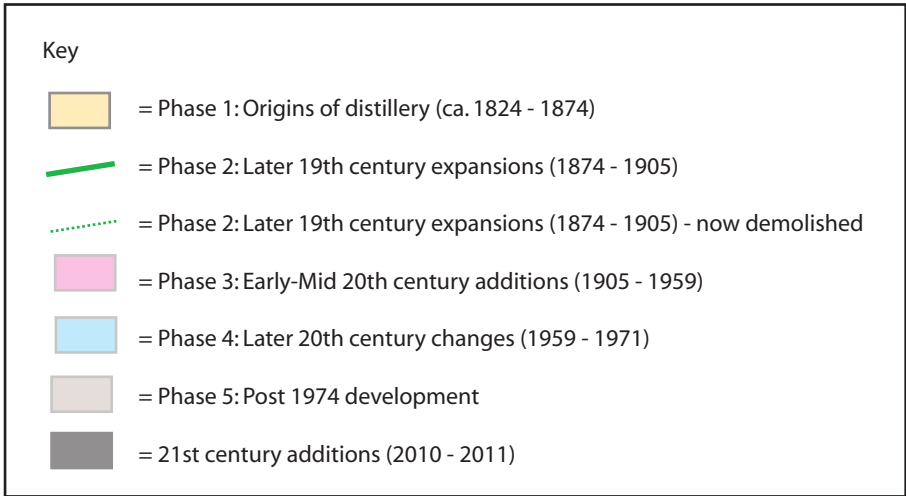 Key
= Phase 1: Origins of distillery (ca. 1824 - 1874)
= Phase 2: Later 19th century expansions (1874 - 1905)
= Phase 2: Later 19th century expansions (1874 - 1905) - now demolished
= Phase 3: Early-Mid 20th century additions (1905 - 1959)
= Phase 4: Later 20th century changes (1959 - 1971)
= Phase 5: Post 1974 development
= 21st century additions (2010 - 2011)